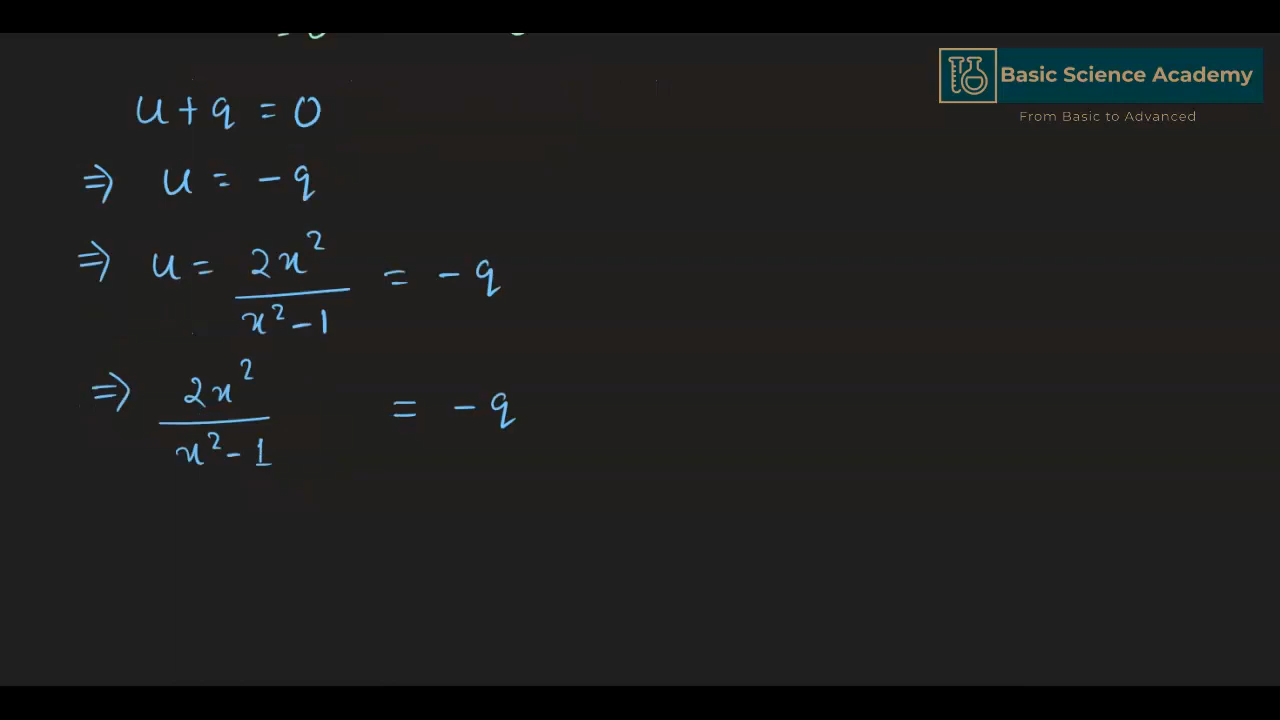 Basic Science Academy
From Basic to Advanced
u + q = 0
⇒ u = - q
⇒ u = 2x²/(x² - 1) = - q
⇒ 2x²/(x² - 1) = - q